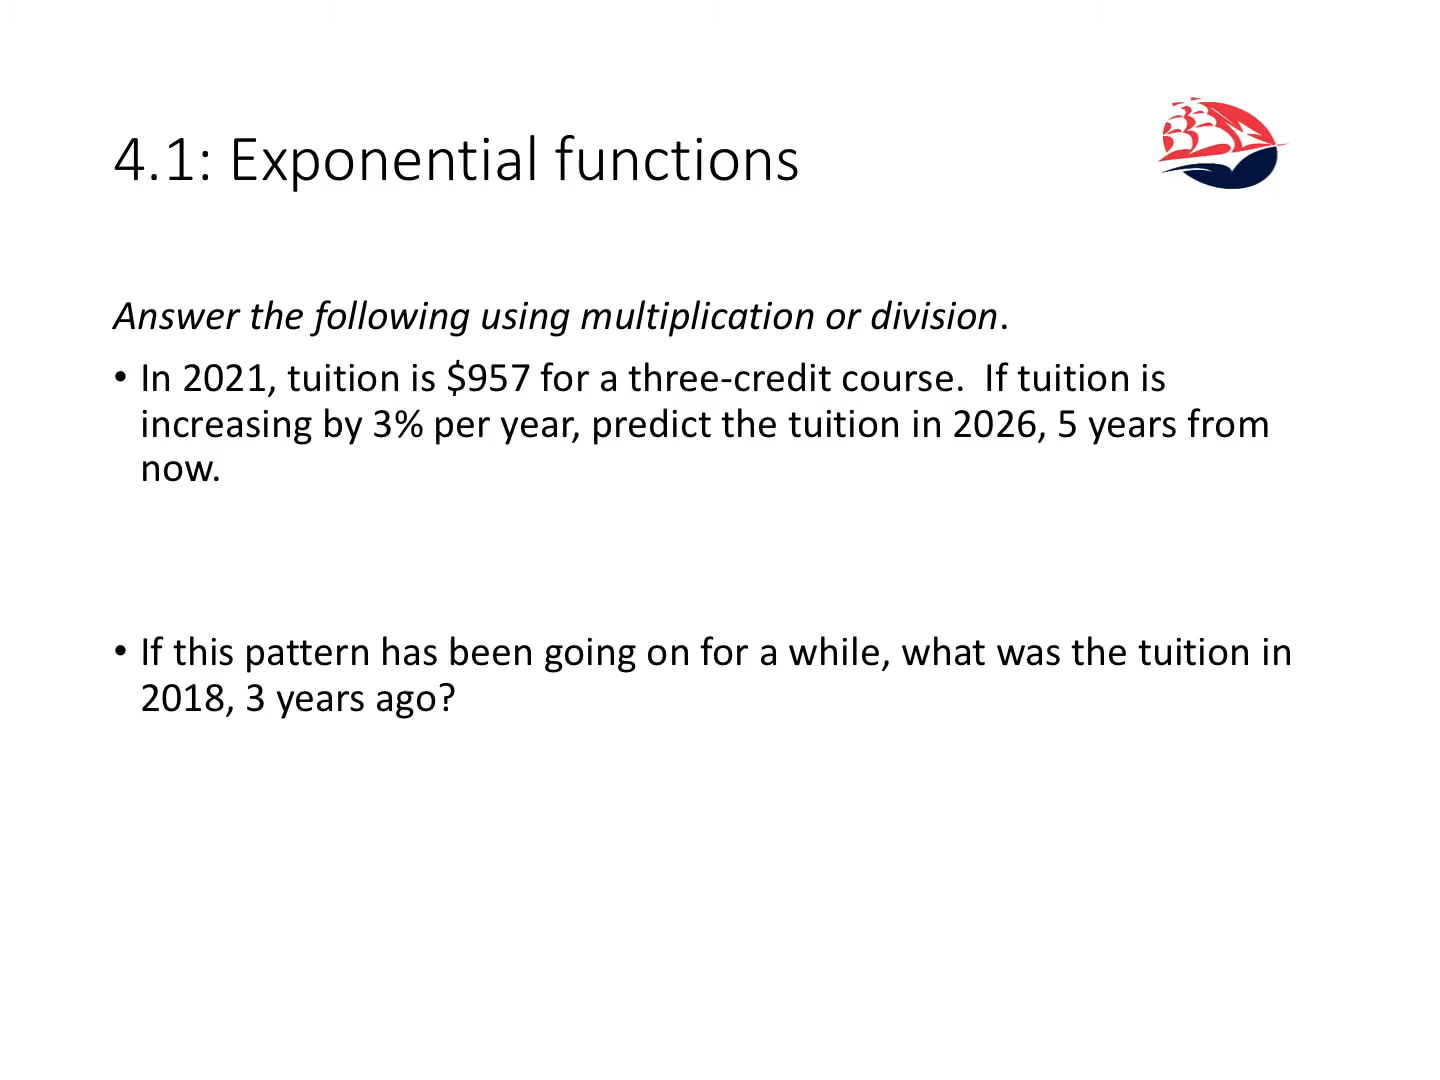 4.1: Exponential functions
Answer the following using multiplication or division.
• In 2021, tuition is $957 for a three-credit course.  If tuition is
increasing by 3% per year, predict the tuition in 2026, 5 years from
now.
• If this pattern has been going on for a while, what was the tuition in
2018, 3 years ago?